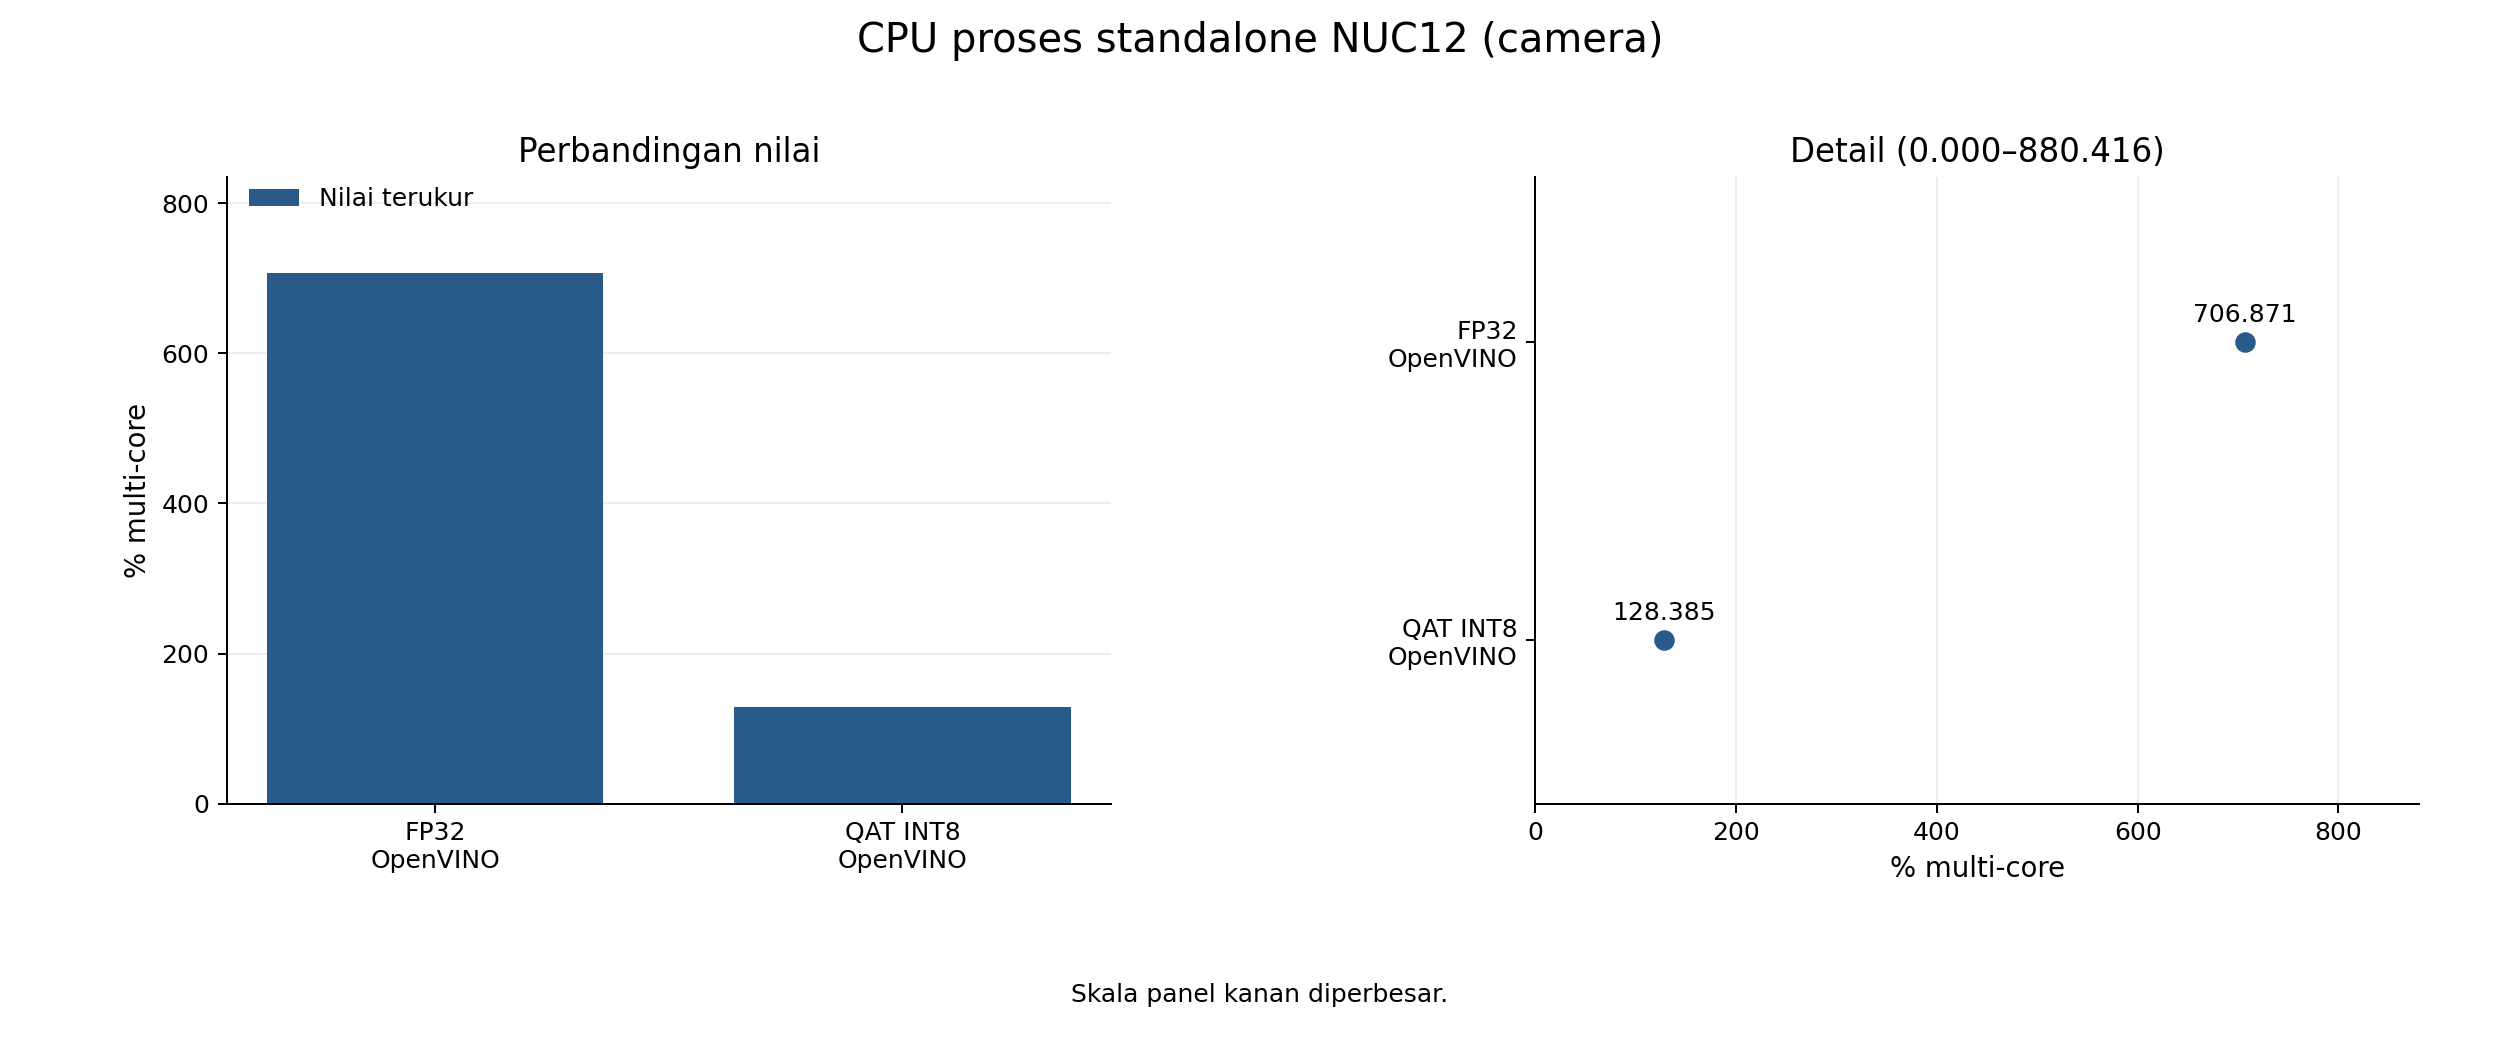 CPU proses standalone NUC12 (camera)
Perbandingan nilai
Nilai terukur
800
600
400
200
0
% multi-core
FP32
OpenVINO
QAT INT8
OpenVINO
Detail (0.000–880.416)
FP32
OpenVINO
706.871
QAT INT8
OpenVINO
128.385
0
200
400
600
800
% multi-core
Skala panel kanan diperbesar.